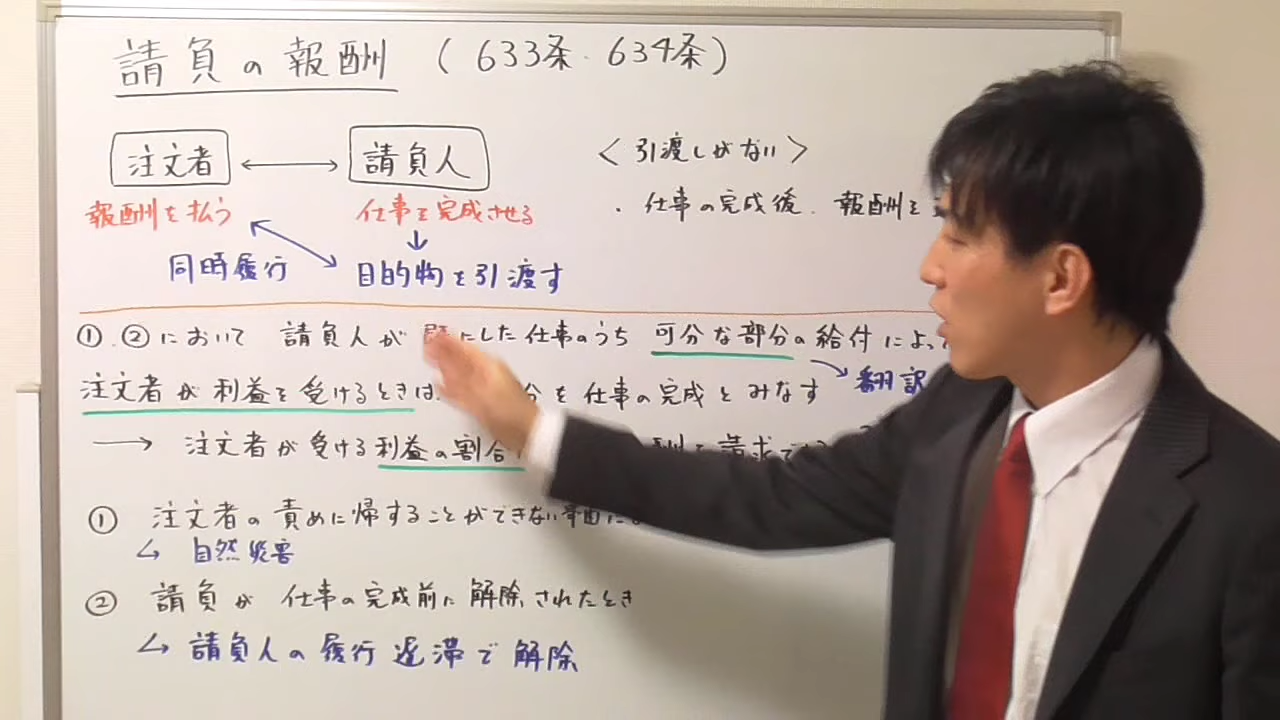 請負の報酬 (633条・634条)
注文者 ⟷ 請負人
報酬を払う 仕事を完成させる
↓
同時履行 目的物を引渡す
<引渡しがない>
・仕事の完成後、報酬を
①、②において 請負人が にした仕事のうち 可分な部分の給付によっ
翻訳
注文者が利益を受けるときは 分を仕事の完成とみなす
→ 注文者が受ける利益の割合 請求で
① 注文者の責めに帰することができない事由によ
↳ 自然災害
② 請負が 仕事の完成前に解除されたとき
↳ 請負人の履行遅滞で解除